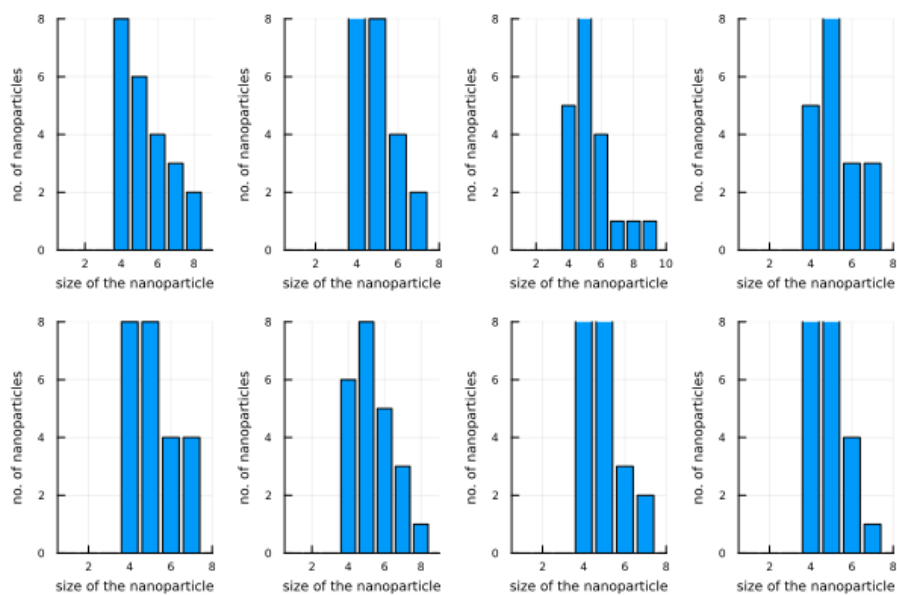 no. of nanoparticles
8
6
4
2
0
2 4 6 8
size of the nanoparticle
no. of nanoparticles
8
6
4
2
0
2 4 6 8
size of the nanoparticle
no. of nanoparticles
8
6
4
2
0
2 4 6 8 10
size of the nanoparticle
no. of nanoparticles
8
6
4
2
0
2 4 6 8
size of the nanoparticle
no. of nanoparticles
8
6
4
2
0
2 4 6 8
size of the nanoparticle
no. of nanoparticles
8
6
4
2
0
2 4 6 8
size of the nanoparticle
no. of nanoparticles
8
6
4
2
0
2 4 6 8
size of the nanoparticle
no. of nanoparticles
8
6
4
2
0
2 4 6 8
size of the nanoparticle